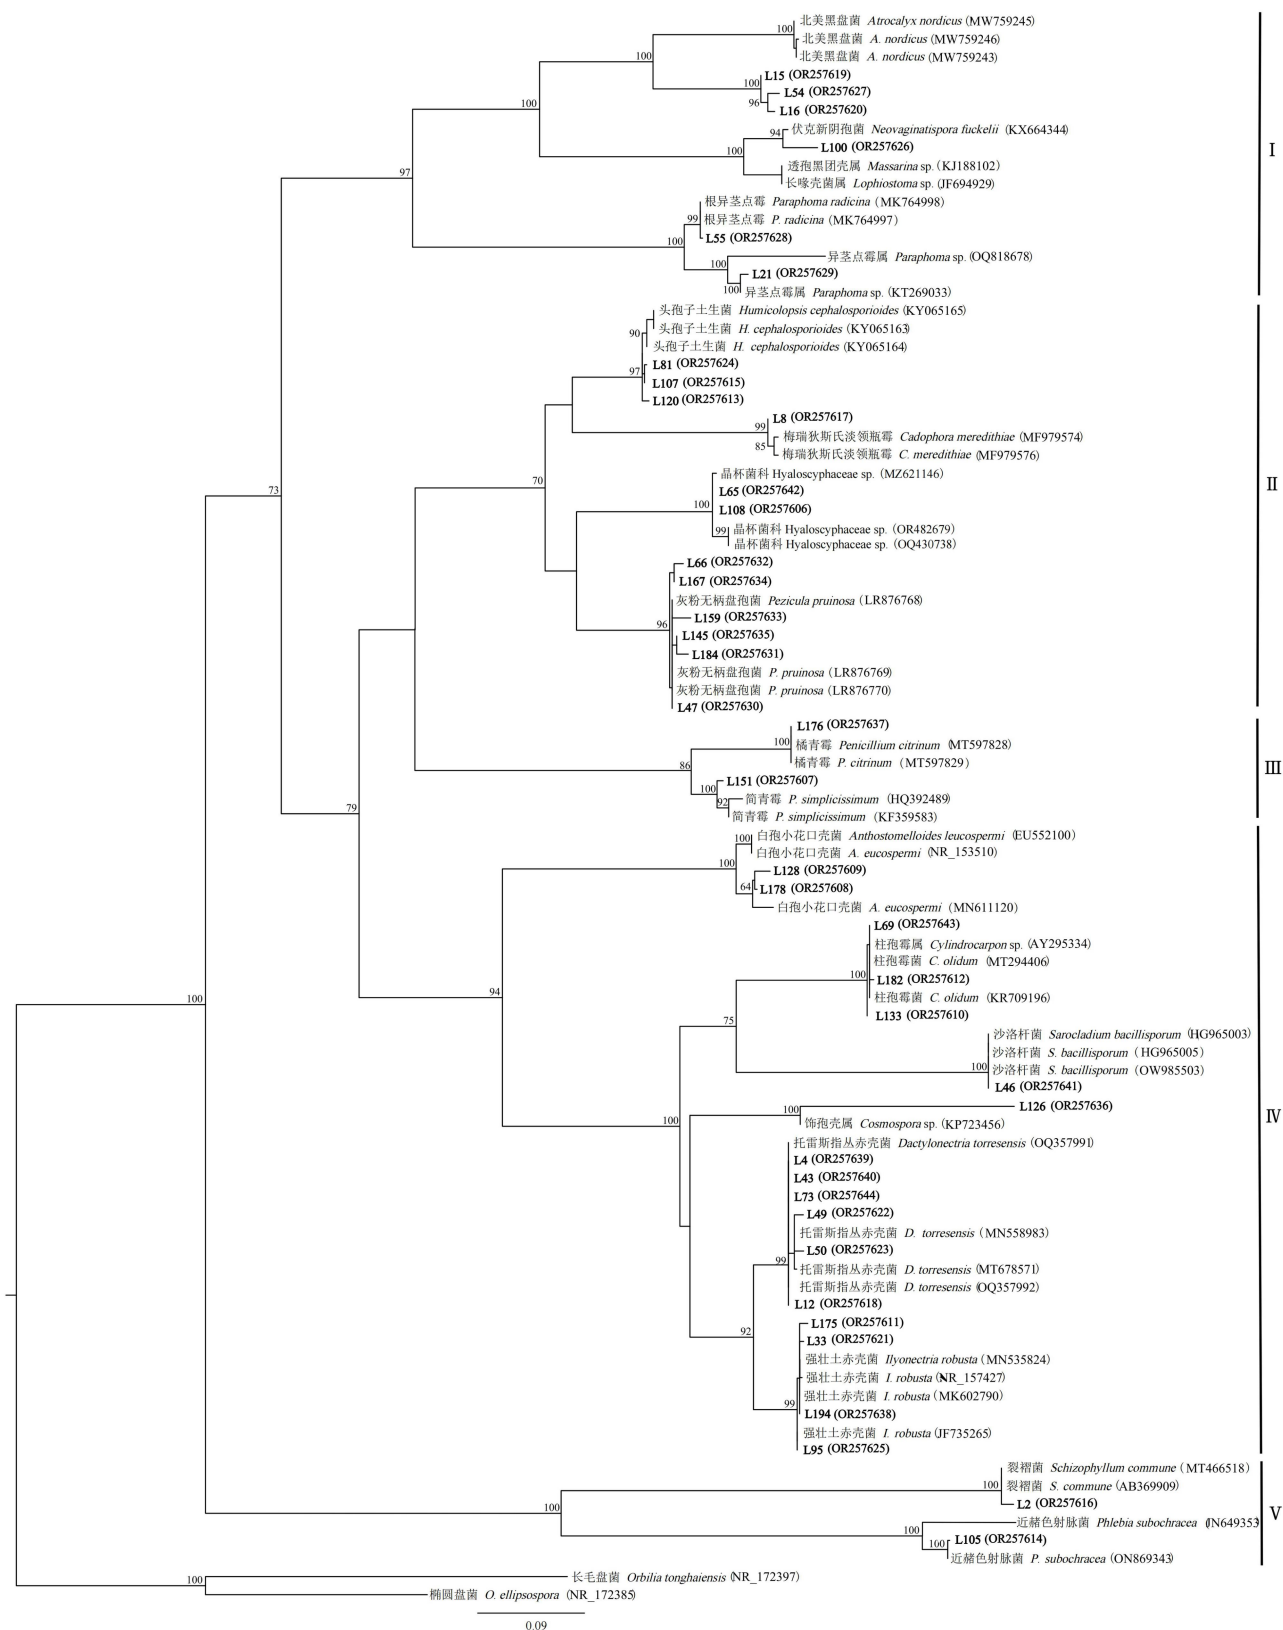 北美黑盘菌 Atrocalyx nordicus (MW759245)
100
北美黑盘菌 A. nordicus (MW759246)
北美黑盘菌 A. nordicus (MW759243)
100
L15 (OR257619)
100
L54 (OR257627)
96
L16 (OR257620)
100
伏克新阴孢菌 Neovaginatispora fuckelii (KX664344)
94
L100 (OR257626)
100
透孢黑团壳属 Massarina sp. (KJ188102)
长喙壳菌属 Lophiostoma sp. (JF694929)
I
97
根异茎点霉 Paraphoma radicina (MK764998)
99
根异茎点霉 P. radicina (MK764997)
L55 (OR257628)
100
异茎点霉属 Paraphoma sp. (OQ818678)
100
L21 (OR257629)
100
异茎点霉属 Paraphoma sp. (KT269033)
头孢子土生菌 Humicolopsis cephalosporioides (KY065165)
90
头孢子土生菌 H. cephalosporioides (KY065163)
头孢子土生菌 H. cephalosporioides (KY065164)
97
L81 (OR257624)
L107 (OR257615)
L120 (OR257613)
L8 (OR257617)
99
梅瑞狄斯氏淡领瓶霉 Cadophora meredithiae (MF979574)
85
梅瑞狄斯氏淡领瓶霉 C. meredithiae (MF979576)
70
晶杯菌科 Hyaloscyphaceae sp. (MZ621146)
L65 (OR257642)
100
L108 (OR257606)
99
晶杯菌科 Hyaloscyphaceae sp. (OR482679)
晶杯菌科 Hyaloscyphaceae sp. (OQ430738)
II
73
L66 (OR257632)
L167 (OR257634)
灰粉无柄盘孢菌 Pezicula pruinosa (LR876768)
L159 (OR257633)
96
L145 (OR257635)
L184 (OR257631)
灰粉无柄盘孢菌 P. pruinosa (LR876769)
灰粉无柄盘孢菌 P. pruinosa (LR876770)
L47 (OR257630)
L176 (OR257637)
100
橘青霉 Penicillium citrinum (MT597828)
橘青霉 P. citrinum (MT597829)
86
III
L151 (OR257607)
100
92
简青霉 P. simplicissimum (HQ392489)
简青霉 P. simplicissimum (KF359583)
79
白孢小花口壳菌 Anthostomelloides leucospermi (EU552100)
100
白孢小花口壳菌 A. eucospermi (NR_153510)
100
L128 (OR257609)
64
L178 (OR257608)
白孢小花口壳菌 A. eucospermi (MN611120)
L69 (OR257643)
柱孢霉属 Cylindrocarpon sp. (AY295334)
柱孢霉菌 C. olidum (MT294406)
100
L182 (OR257612)
柱孢霉菌 C. olidum (KR709196)
94
L133 (OR257610)
75
沙洛杆菌 Sarocladium bacillisporum (HG965003)
沙洛杆菌 S. bacillisporum (HG965005)
100
沙洛杆菌 S. bacillisporum (OW985503)
L46 (OR257641)
100
100
L126 (OR257636)
饰孢壳属 Cosmospora sp. (KP723456)
100
IV
托雷斯指丛赤壳菌 Dactylonectria torresensis (OQ357991)
L4 (OR257639)
L43 (OR257640)
L73 (OR257644)
L49 (OR257622)
托雷斯指丛赤壳菌 D. torresensis (MN558983)
L50 (OR257623)
99
托雷斯指丛赤壳菌 D. torresensis (MT678571)
托雷斯指丛赤壳菌 D. torresensis (OQ357992)
L12 (OR257618)
92
L175 (OR257611)
L33 (OR257621)
强壮土赤壳菌 Ilyonectria robusta (MN535824)
强壮土赤壳菌 I. robusta (NR_157427)
强壮土赤壳菌 I. robusta (MK602790)
99
L194 (OR257638)
强壮土赤壳菌 I. robusta (JF735265)
L95 (OR257625)
裂褶菌 Schizophyllum commune (MT466518)
100
裂褶菌 S. commune (AB369909)
L2 (OR257616)
100
V
近赭色射脉菌 Phlebia subochracea (JN649353
100
L105 (OR257614)
100
近赭色射脉菌 P. subochracea (ON869343)
100
长毛盘菌 Orbilia tonghaiensis (NR_172397)
椭圆盘菌 O. ellipsospora (NR_172385)
0.09